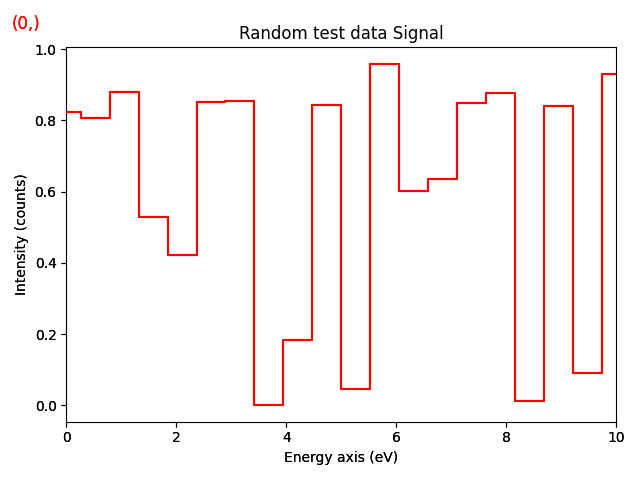 (0,)
Random test data Signal
Intensity (counts)
1.0
0.8
0.6
0.4
0.2
0.0
0 2 4 6 8 10
Energy axis (eV)